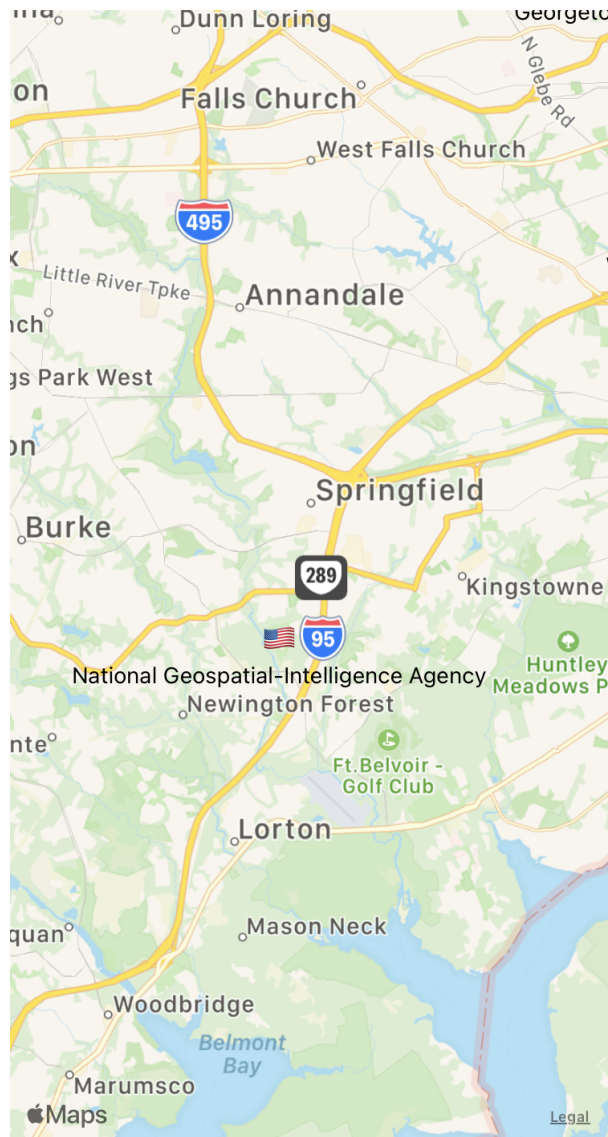 Georgeto
Dunn Loring
on
Falls Church
N Glebe Rd
West Falls Church
495
x
Little River Tpke
Annandale
nch
gs Park West
on
Springfield
Burke
289
Kingstowne
95
Huntley
Meadows P
National Geospatial-Intelligence Agency
Newington Forest
nte
Ft.Belvoir -
Golf Club
Lorton
quan
Mason Neck
Woodbridge
Belmont
Bay
Marumsco
Maps
Legal